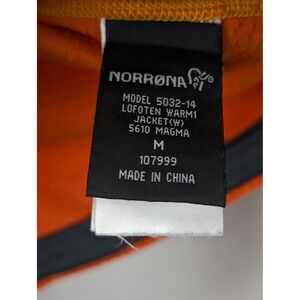 NORRØNA
MODEL 5032-14
LOFOTEN WARM1
JACKET(W)
5610 MAGMA
M
107999
MADE IN CHINA